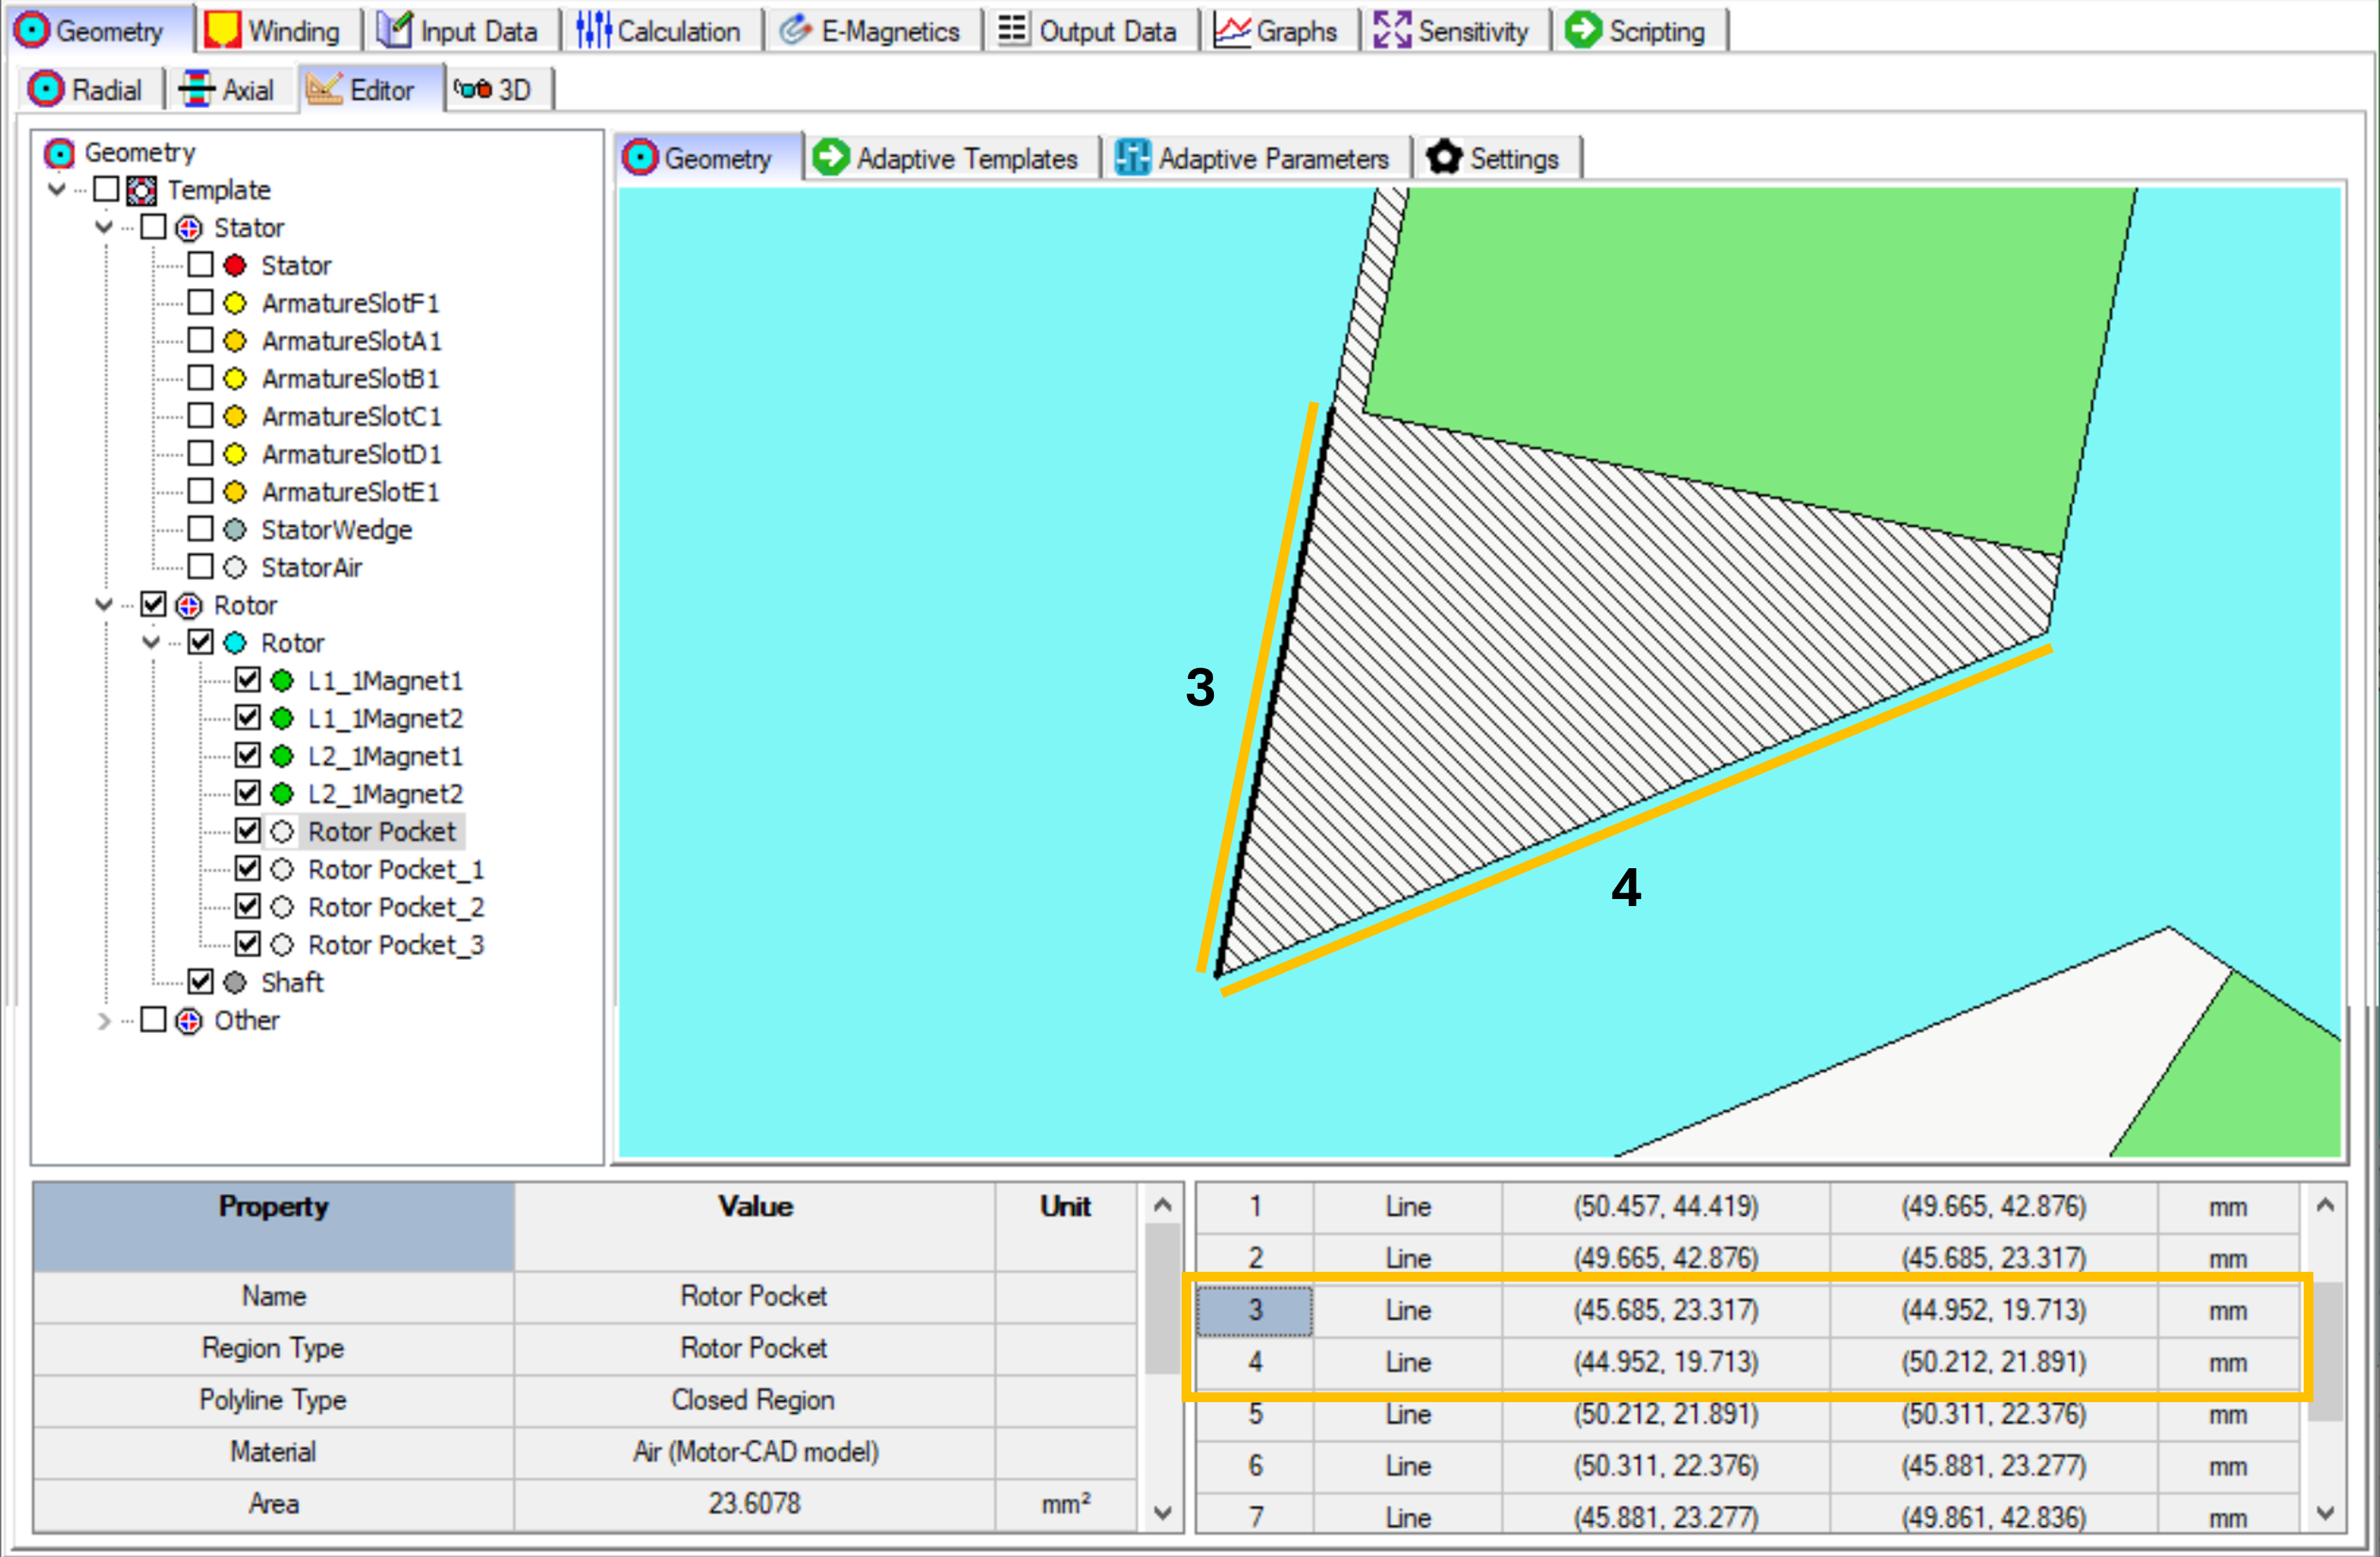 Geometry Winding Input Data Calculation E-Magnetics Output Data Graphs Sensitivity Scripting
Radial Axial Editor 3D
Geometry
Template
Stator
Stator
ArmatureSlotF1
ArmatureSlotA1
ArmatureSlotB1
ArmatureSlotC1
ArmatureSlotD1
ArmatureSlotE1
StatorWedge
StatorAir
Rotor
Rotor
L1_1Magnet1
L1_1Magnet2
L2_1Magnet1
L2_1Magnet2
Rotor Pocket
Rotor Pocket_1
Rotor Pocket_2
Rotor Pocket_3
Shaft
Other
Geometry Adaptive Templates Adaptive Parameters Settings
3
4
Property Value Unit
Name Rotor Pocket
Region Type Rotor Pocket
Polyline Type Closed Region
Material Air (Motor-CAD model)
Area 23.6078 mm²
1 Line (50.457, 44.419) (49.665, 42.876) mm
2 Line (49.665, 42.876) (45.685, 23.317) mm
3 Line (45.685, 23.317) (44.952, 19.713) mm
4 Line (44.952, 19.713) (50.212, 21.891) mm
5 Line (50.212, 21.891) (50.311, 22.376) mm
6 Line (50.311, 22.376) (45.881, 23.277) mm
7 Line (45.881, 23.277) (49.861, 42.836) mm